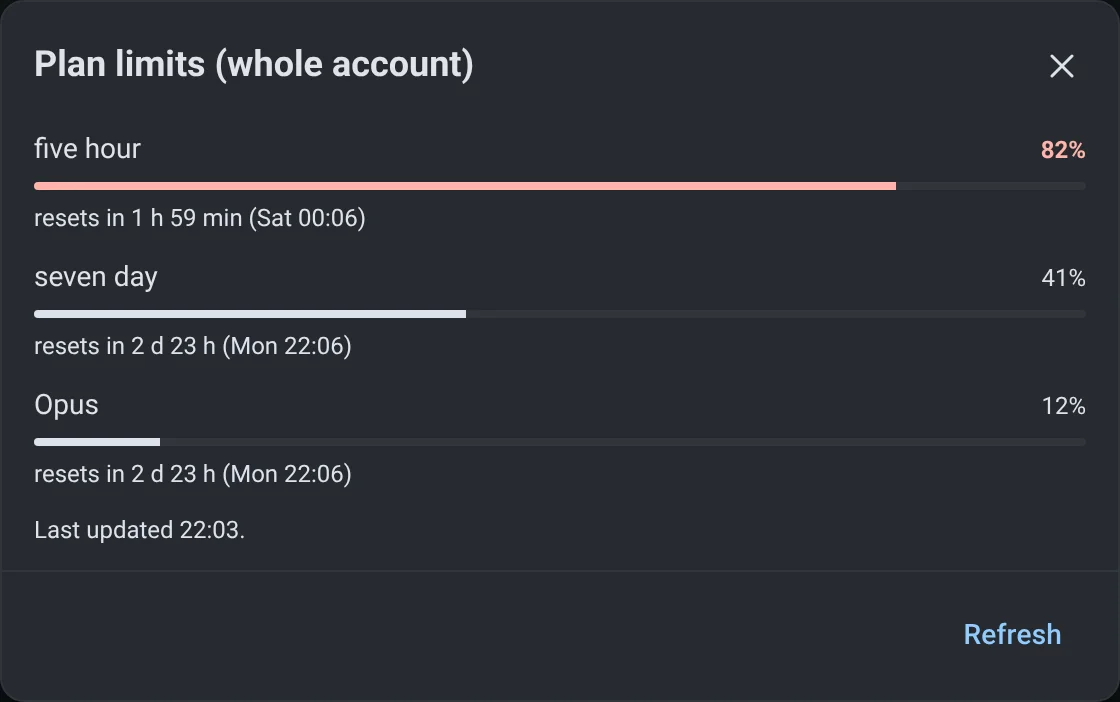 Plan limits (whole account)
five hour
82%
resets in 1 h 59 min (Sat 00:06)
seven day
41%
resets in 2 d 23 h (Mon 22:06)
Opus
12%
resets in 2 d 23 h (Mon 22:06)
Last updated 22:03.
Refresh